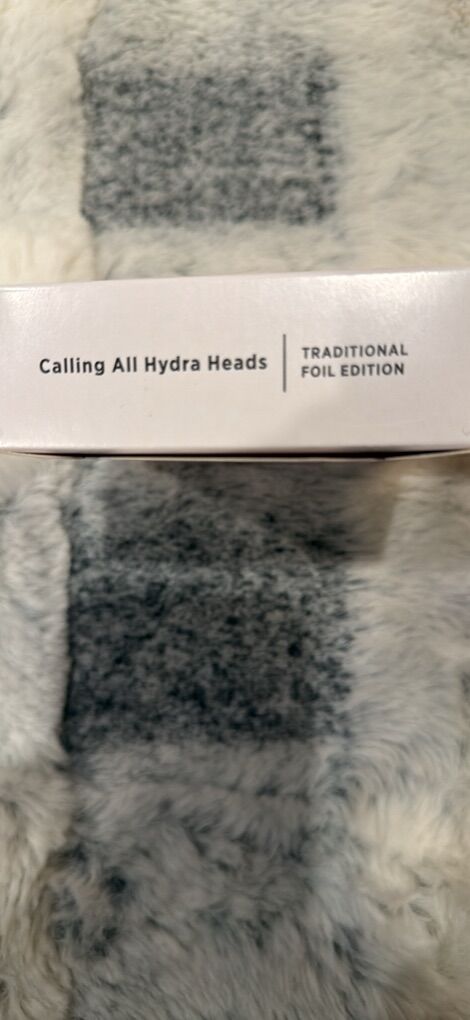 Calling All Hydra Heads
TRADITIONAL
FOIL EDITION